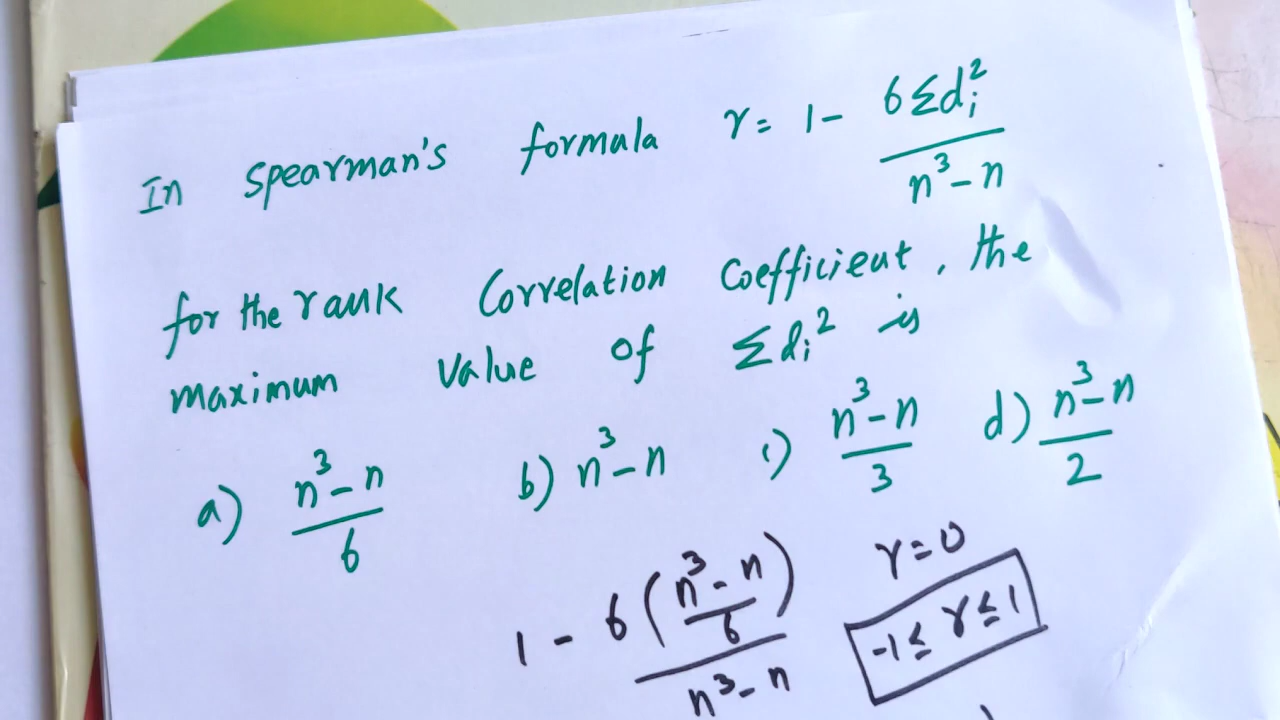 In Spearman's formula r = 1 - 6Σdᵢ² / (n³ - n)
for the rank Correlation Coefficient, the
maximum value of Σdᵢ² is
a) (n³ - n) / 6 b) n³ - n c) (n³ - n) / 3 d) (n³ - n) / 2
1 - 6((n³ - n) / 6) / (n³ - n) r = 0
-1 ≤ r ≤ 1